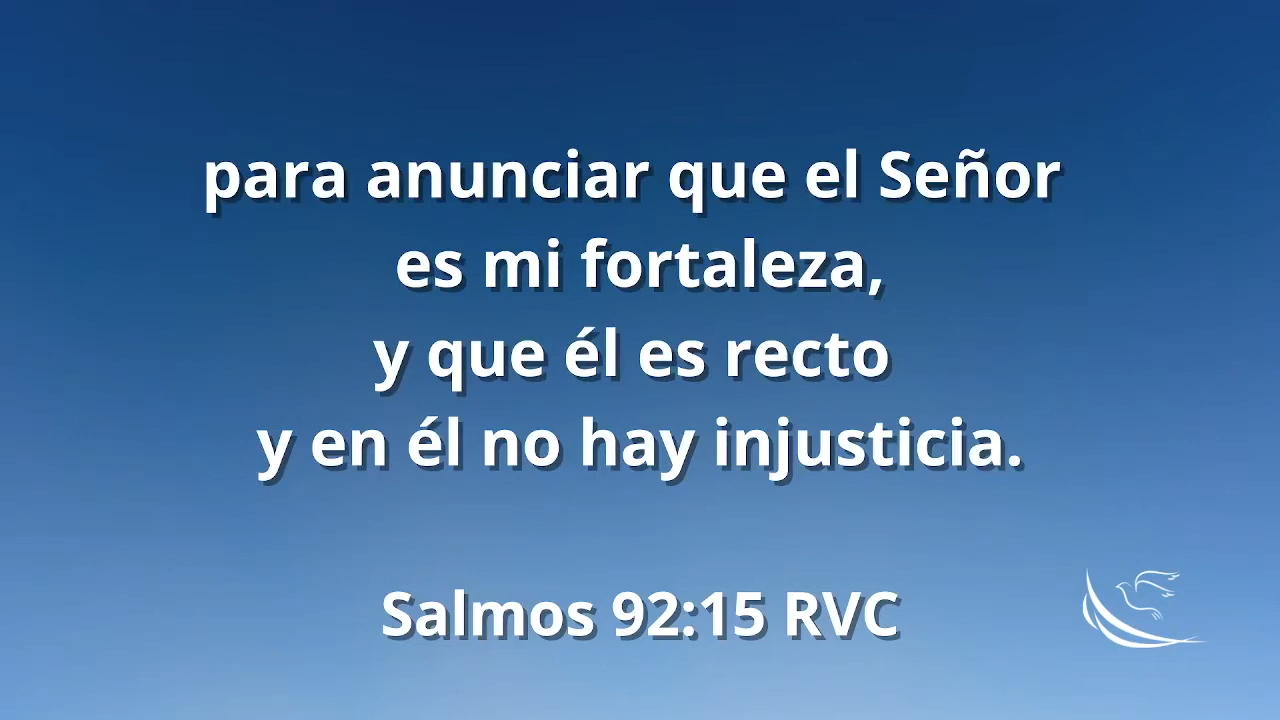 para anunciar que el Señor
es mi fortaleza,
y que él es recto
y en él no hay injusticia.
Salmos 92:15 RVC